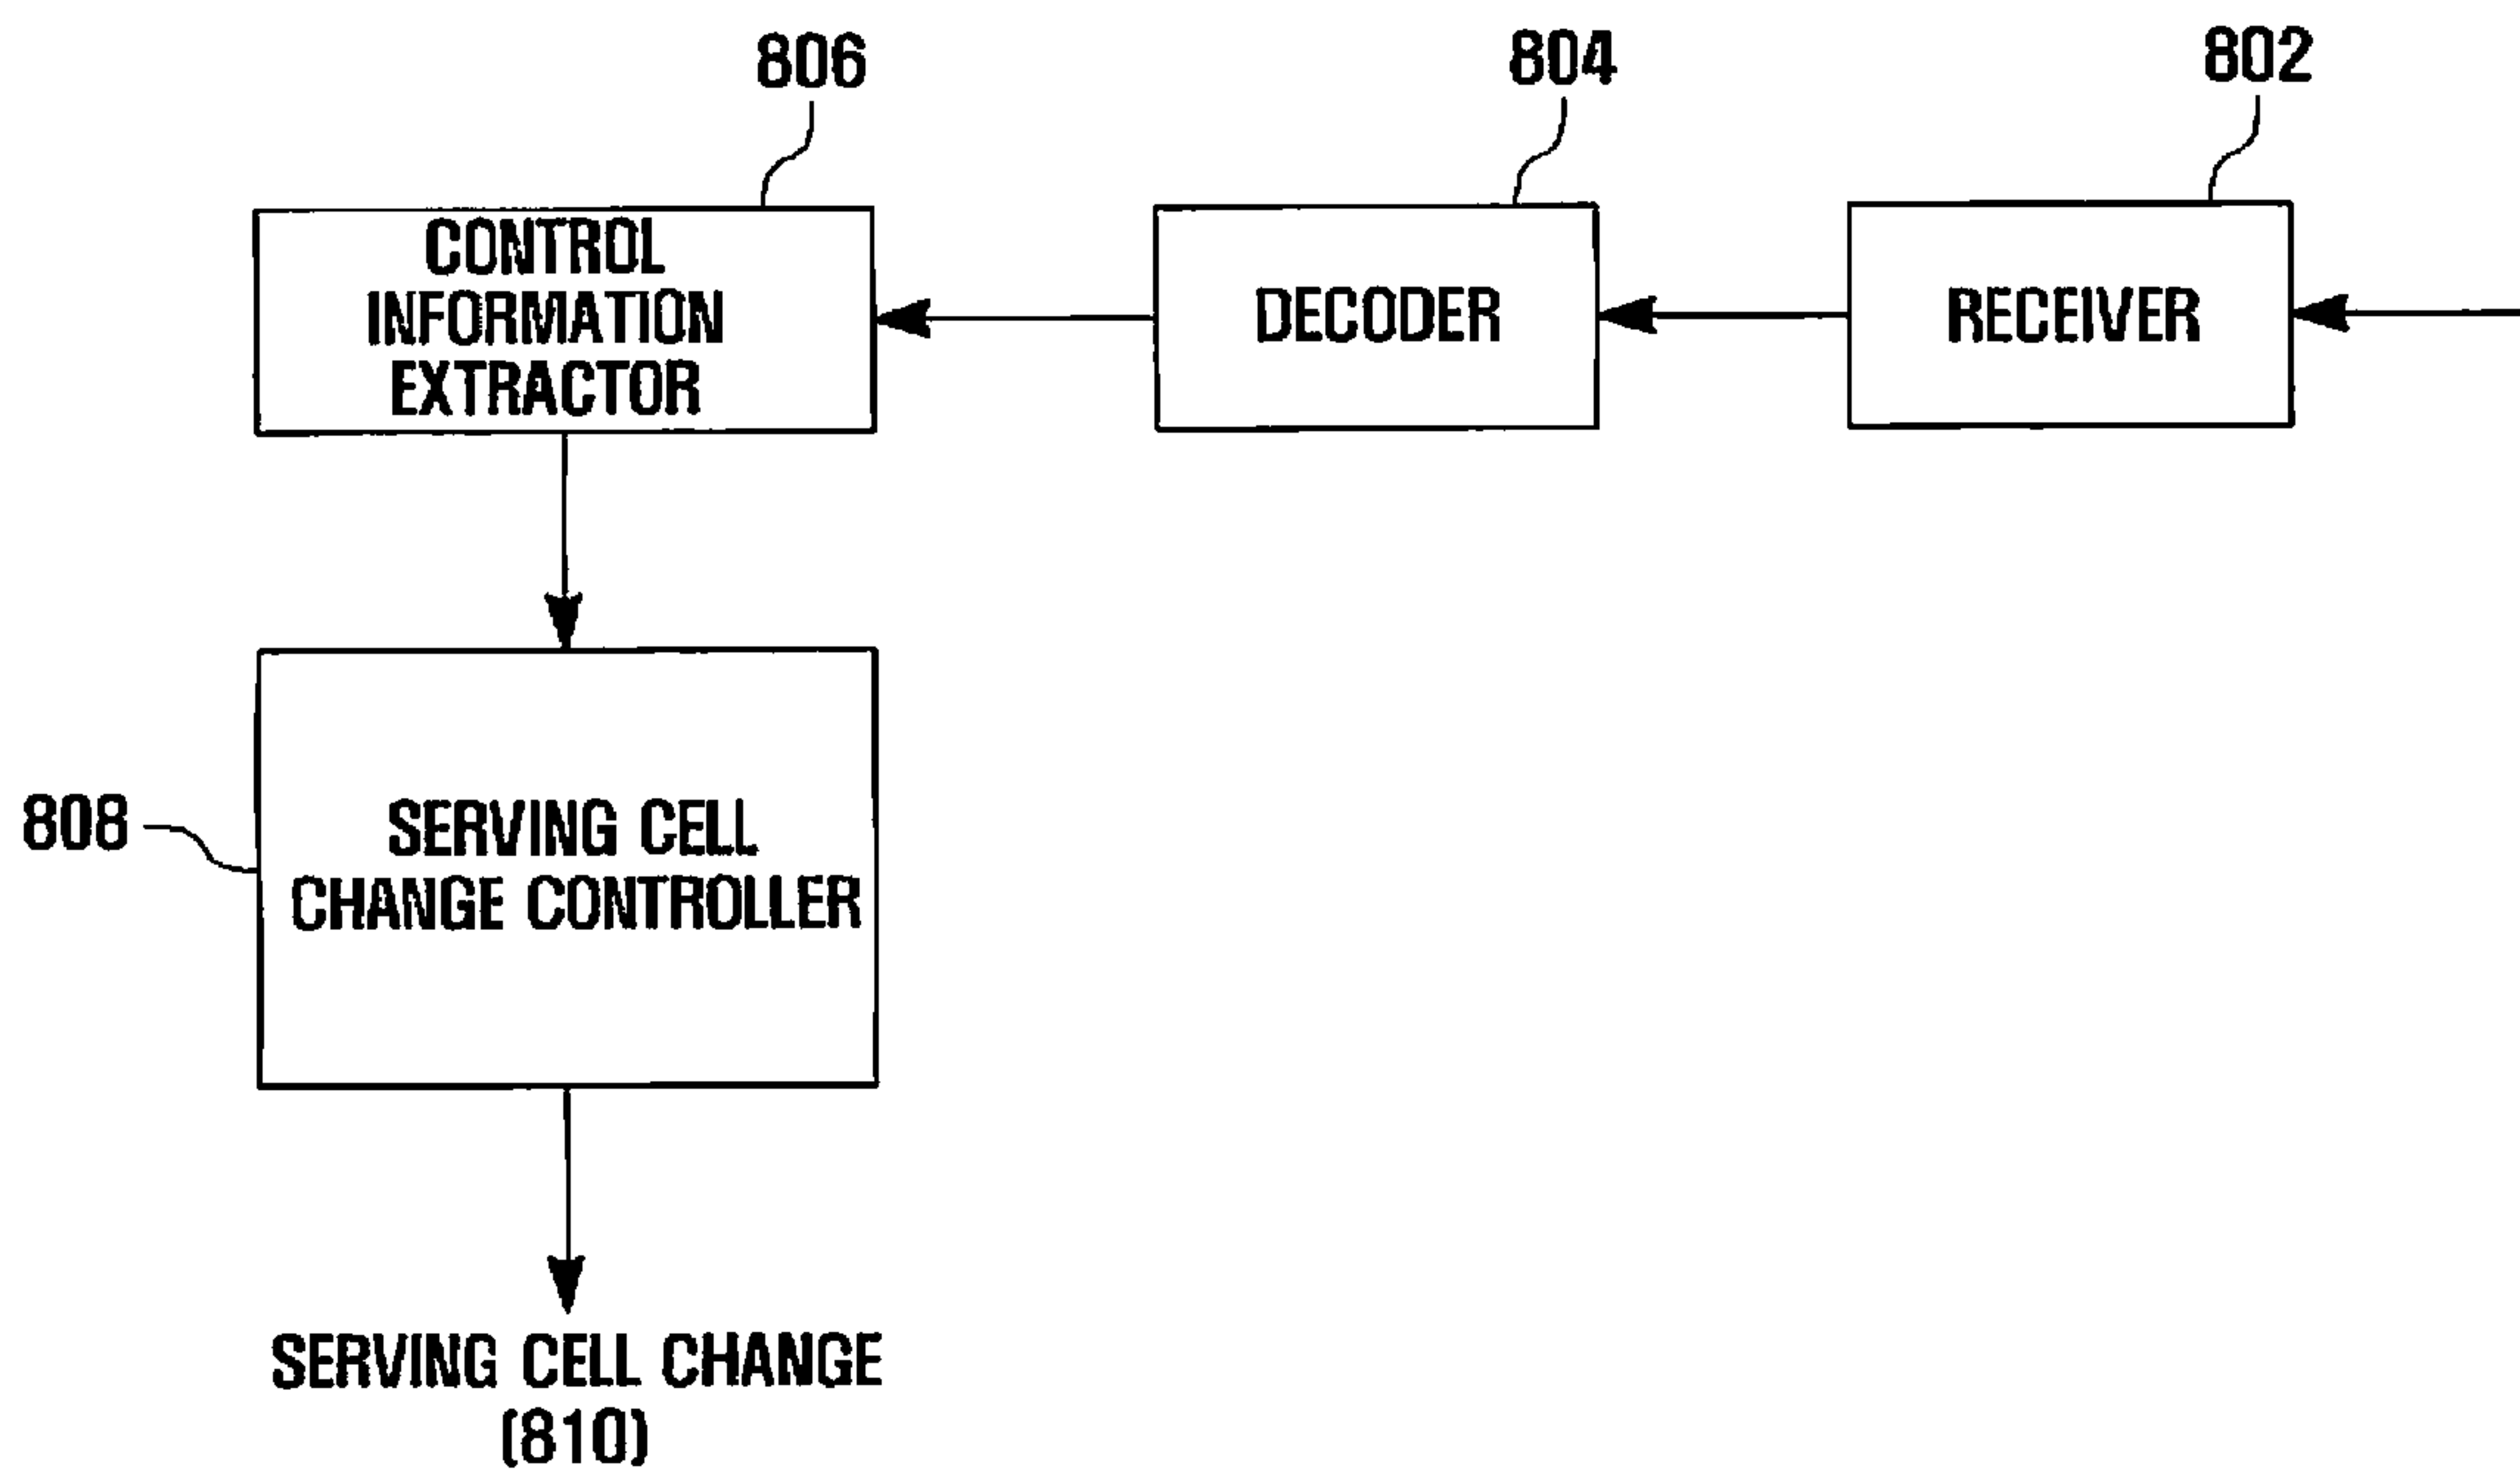 806
804
802
CONTROL
INFORMATION
EXTRACTOR
DECODER
RECEIVER
808
SERVING CELL
CHANGE CONTROLLER
SERVING CELL CHANGE
(810)